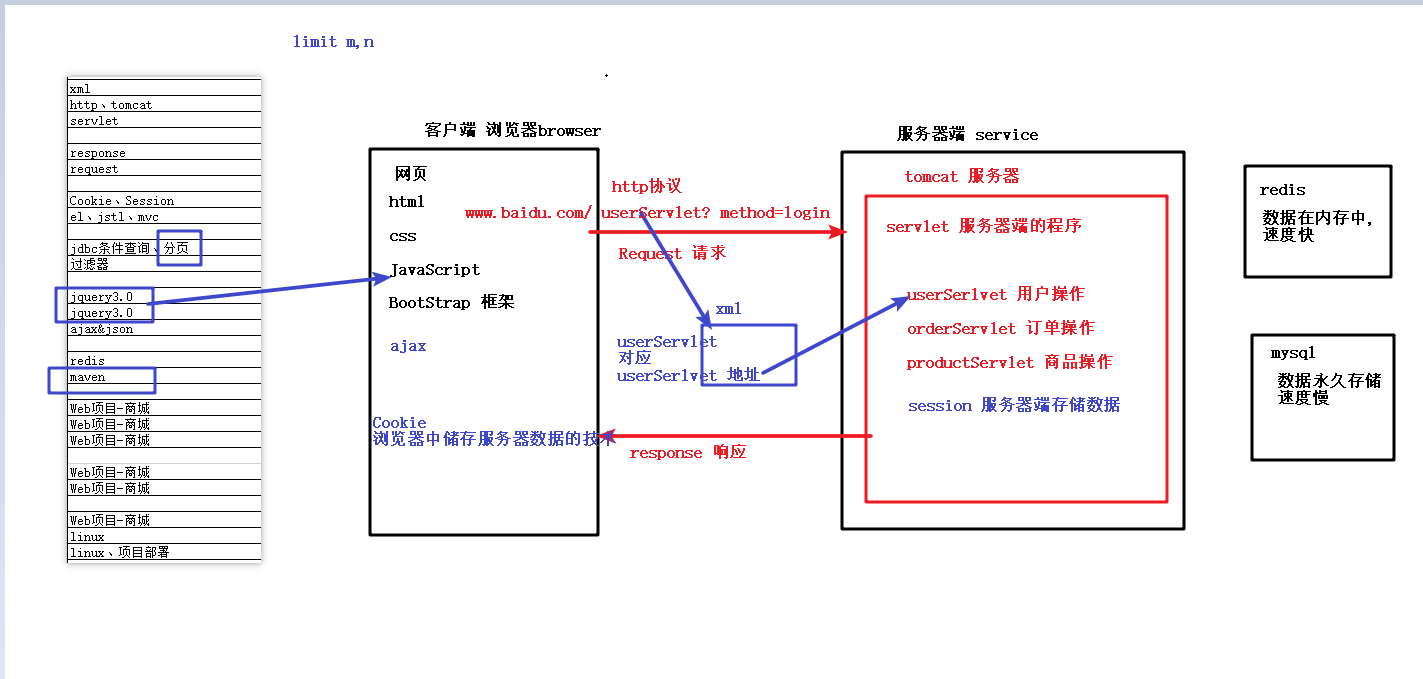 limit m,n
xml
http、tomcat
servlet
response
request
Cookie、Session
el、jstl、mvc
jdbc条件查询、分页
过滤器
jquery3.0
jquery3.0
ajax&json
redis
maven
Web项目-商城
Web项目-商城
Web项目-商城
Web项目-商城
Web项目-商城
Web项目-商城
linux
linux、项目部署
客户端 浏览器browser
网页
html
css
JavaScript
BootStrap 框架
ajax
Cookie
浏览器中储存服务器数据的技术
http协议
www.baidu.com/ userServlet? method=login
Request 请求
xml
userServlet
对应
userSerlvet 地址
response 响应
服务器端 service
tomcat 服务器
servlet 服务器端的程序
userSerlvet 用户操作
orderServlet 订单操作
productServlet 商品操作
session 服务器端存储数据
redis
数据在内存中,
速度快
mysql
数据永久存储
速度慢